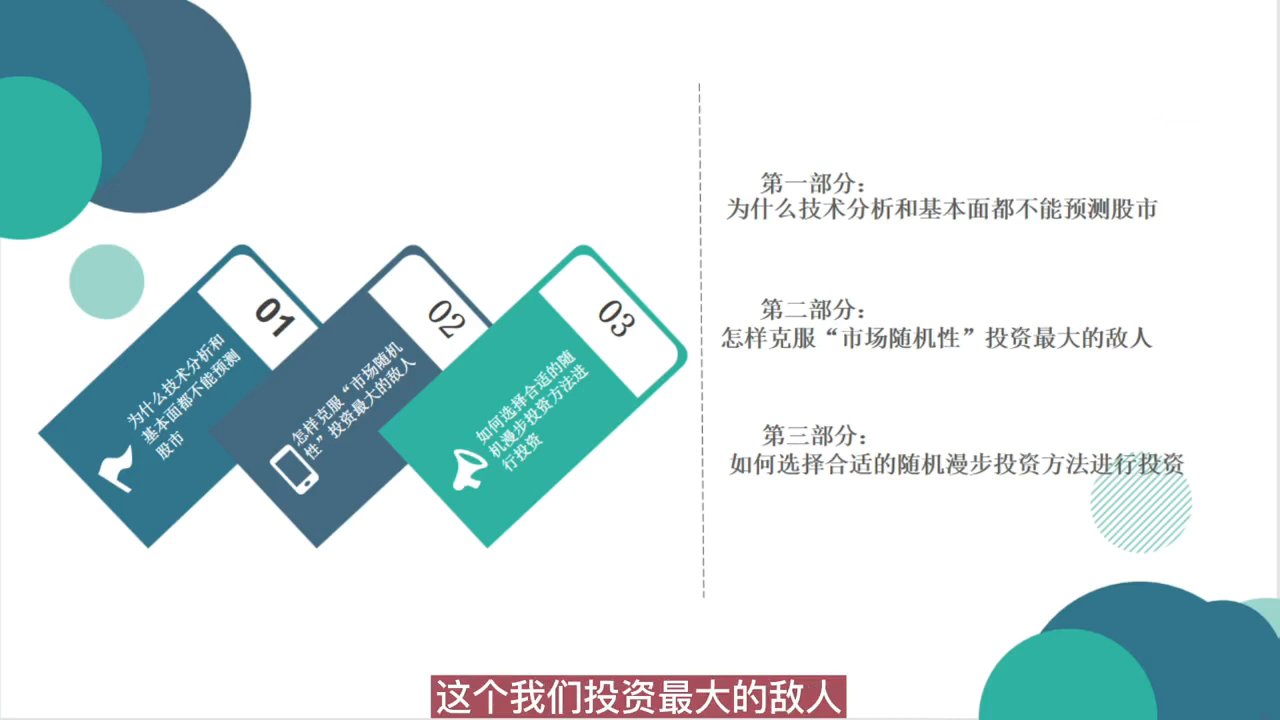 01
为什么技术分析和
基本面都不能预测
股市
02
怎样克服“市场随机
性”投资最大的敌人
03
如何选择合适的随
机漫步投资方法进
行投资
第一部分：
为什么技术分析和基本面都不能预测股市
第二部分：
怎样克服“市场随机性”投资最大的敌人
第三部分：
如何选择合适的随机漫步投资方法进行投资
这个我们投资最大的敌人